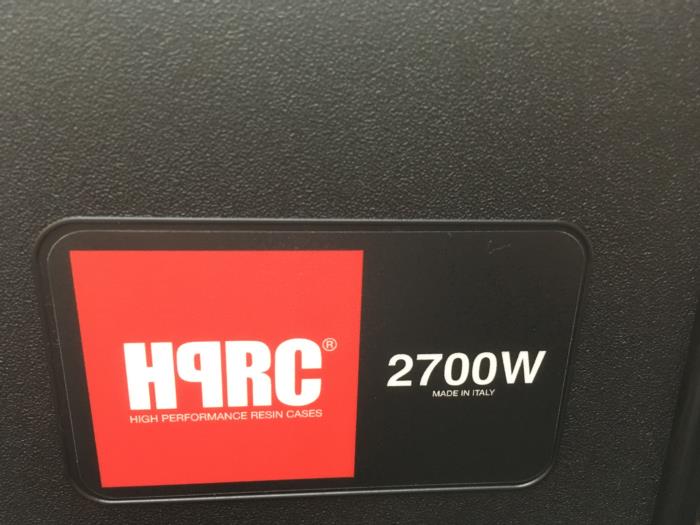 HPRC®
HIGH PERFORMANCE RESIN CASES
2700W
MADE IN ITALY